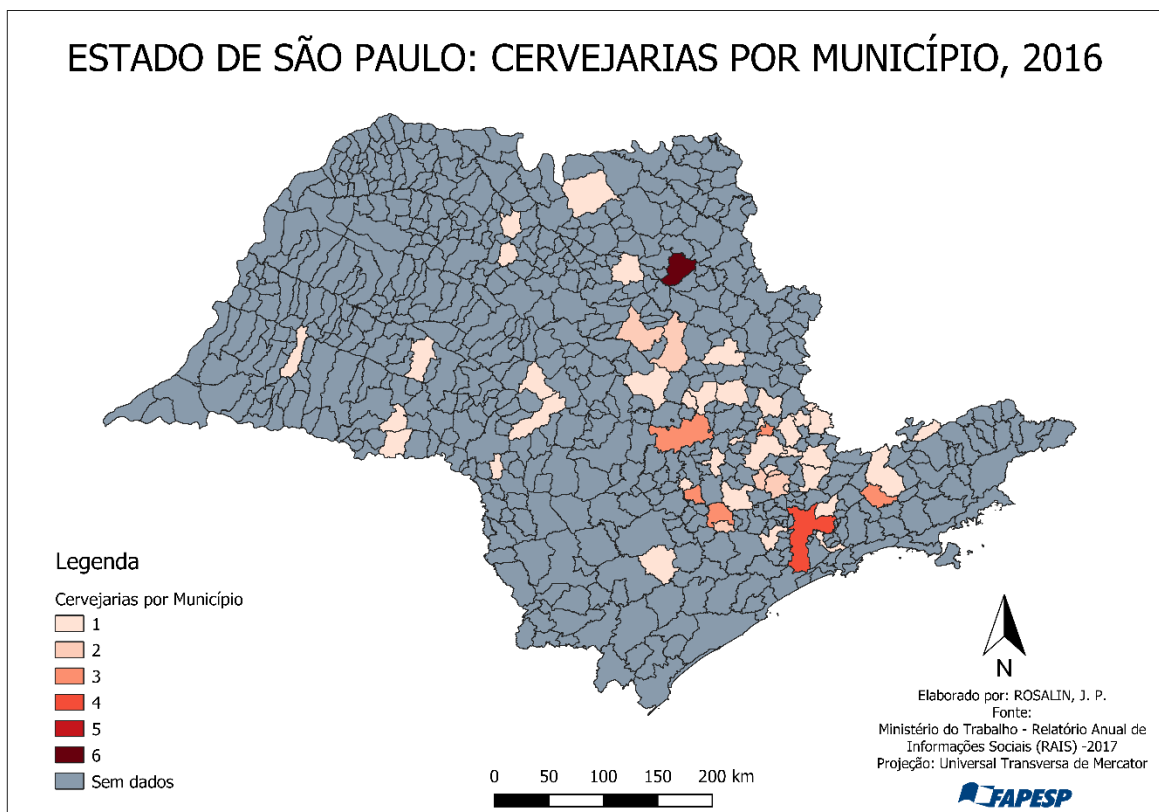 ESTADO DE SÃO PAULO: CERVEJARIAS POR MUNICÍPIO, 2016
Legenda
Cervejarias por Município
1
2
3
4
5
6
Sem dados
0 50 100 150 200 km
N
Elaborado por: ROSALIN, J. P.
Fonte:
Ministério do Trabalho - Relatório Anual de
Informações Sociais (RAIS) -2017
Projeção: Universal Transversa de Mercator
FAPESP